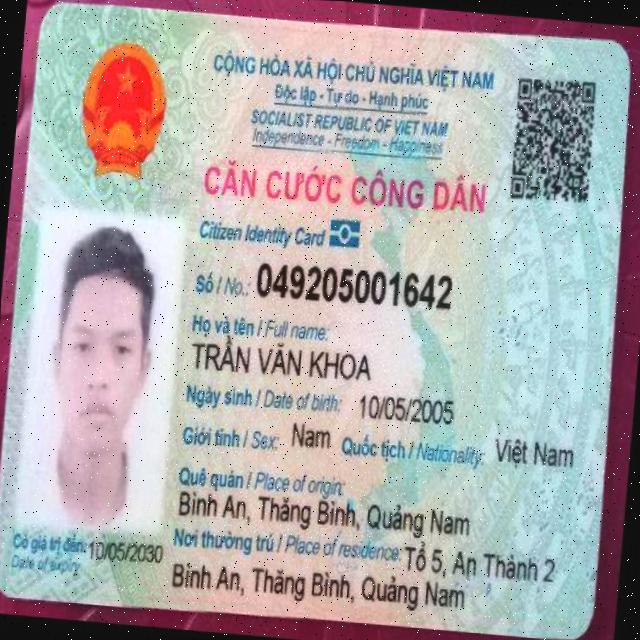 CỘNG HÒA XÃ HỘI CHỦ NGHĨA VIỆT NAM
Độc lập - Tự do - Hạnh phúc
SOCIALIST REPUBLIC OF VIET NAM
Independence - Freedom - Happiness
CĂN CƯỚC CÔNG DÂN
Citizen Identity Card
Số / No.: 049205001642
Họ và tên / Full name:
TRẦN VĂN KHOA
Ngày sinh / Date of birth: 10/05/2005
Giới tính / Sex: Nam Quốc tịch / Nationality: Việt Nam
Quê quán / Place of origin:
Bình An, Thăng Bình, Quảng Nam
Nơi thường trú / Place of residence: Tổ 5, An Thành 2
Bình An, Thăng Bình, Quảng Nam
Có giá trị đến: 10/05/2030
Date of expiry